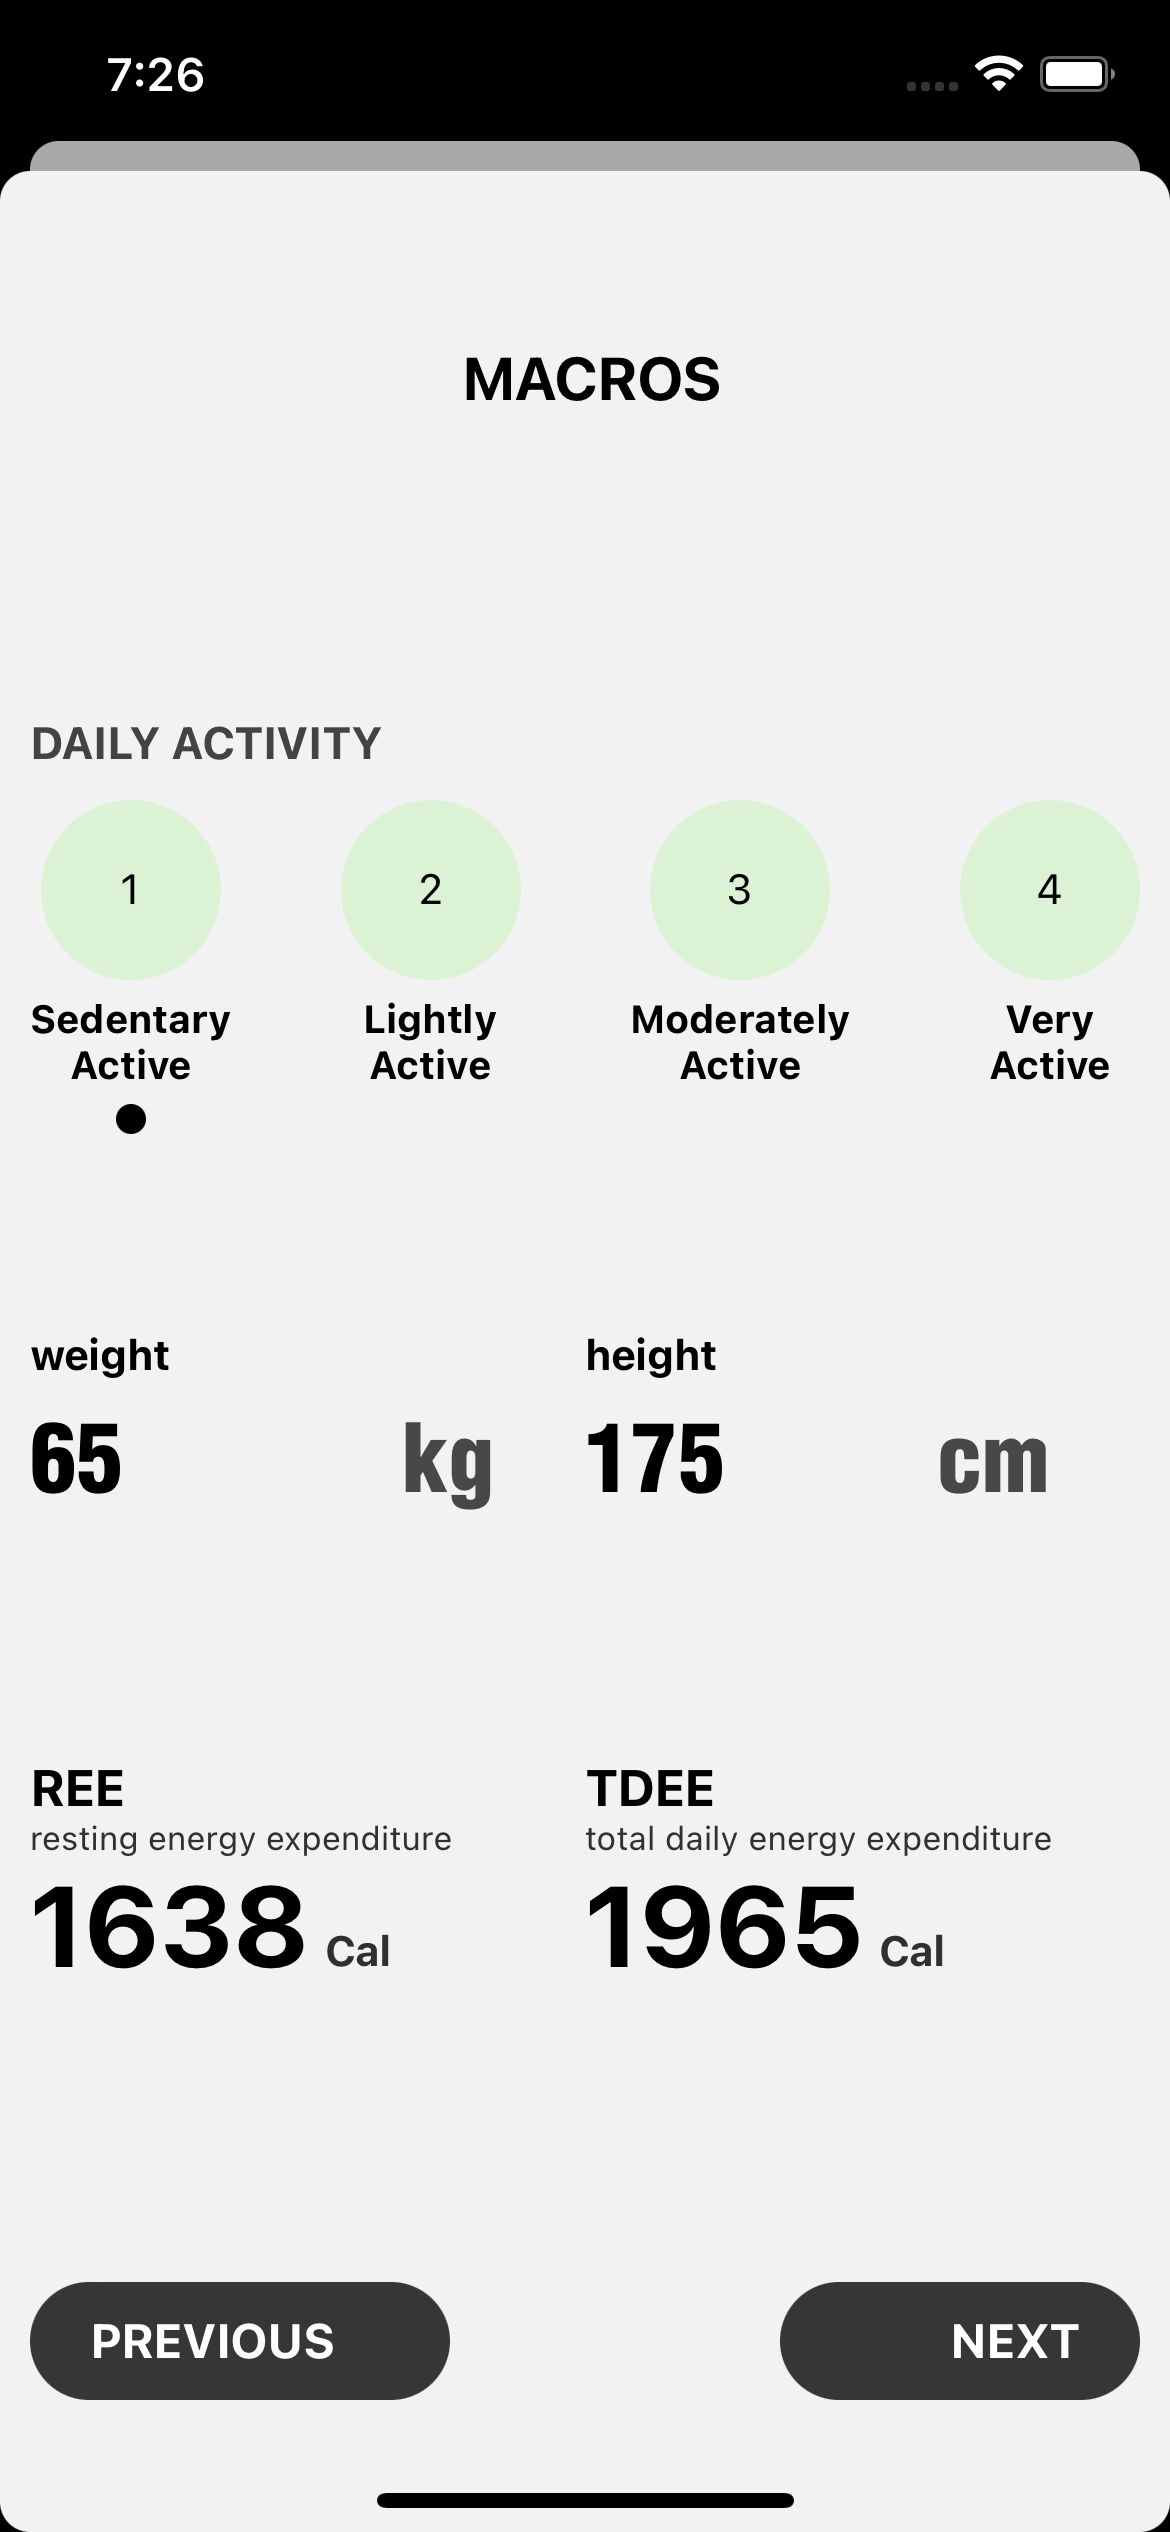 7:26
MACROS
DAILY ACTIVITY
1 2 3 4
Sedentary Lightly Moderately Very
Active Active Active Active
weight height
65 kg 175 cm
REE TDEE
resting energy expenditure total daily energy expenditure
1638 Cal 1965 Cal
PREVIOUS NEXT